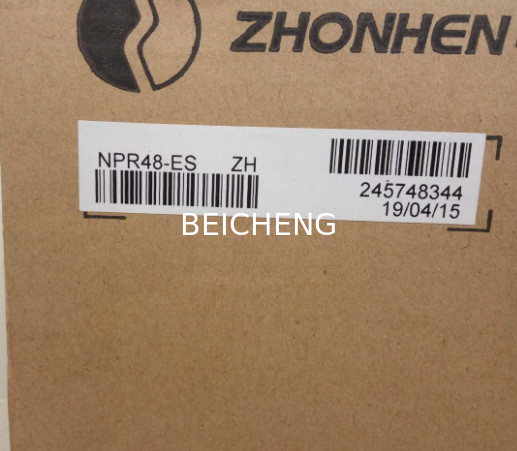 ZHONHEN
NPR48-ES ZH
245748344
19/04/15
BEICHENG